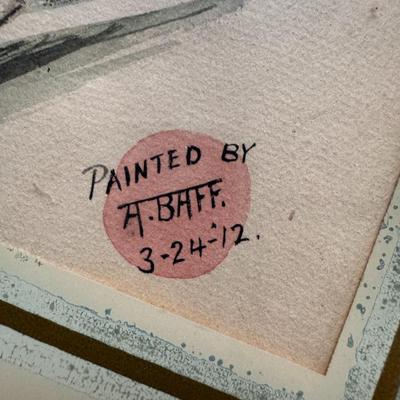 PAINTED BY
A.BAFF.
3-24-'12.